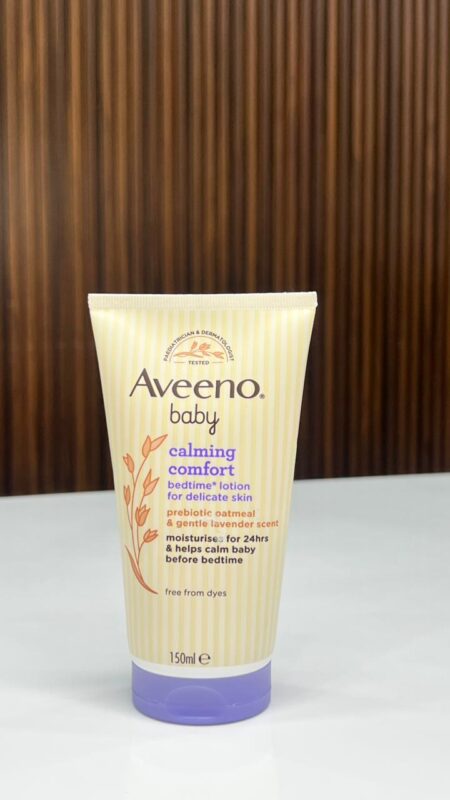 PAEDIATRICIAN & DERMATOLOGIST
TESTED
Aveeno®
baby
calming
comfort
bedtime* lotion
for delicate skin
prebiotic oatmeal
& gentle lavender scent
moisturises for 24hrs
& helps calm baby
before bedtime
free from dyes
150ml ℮